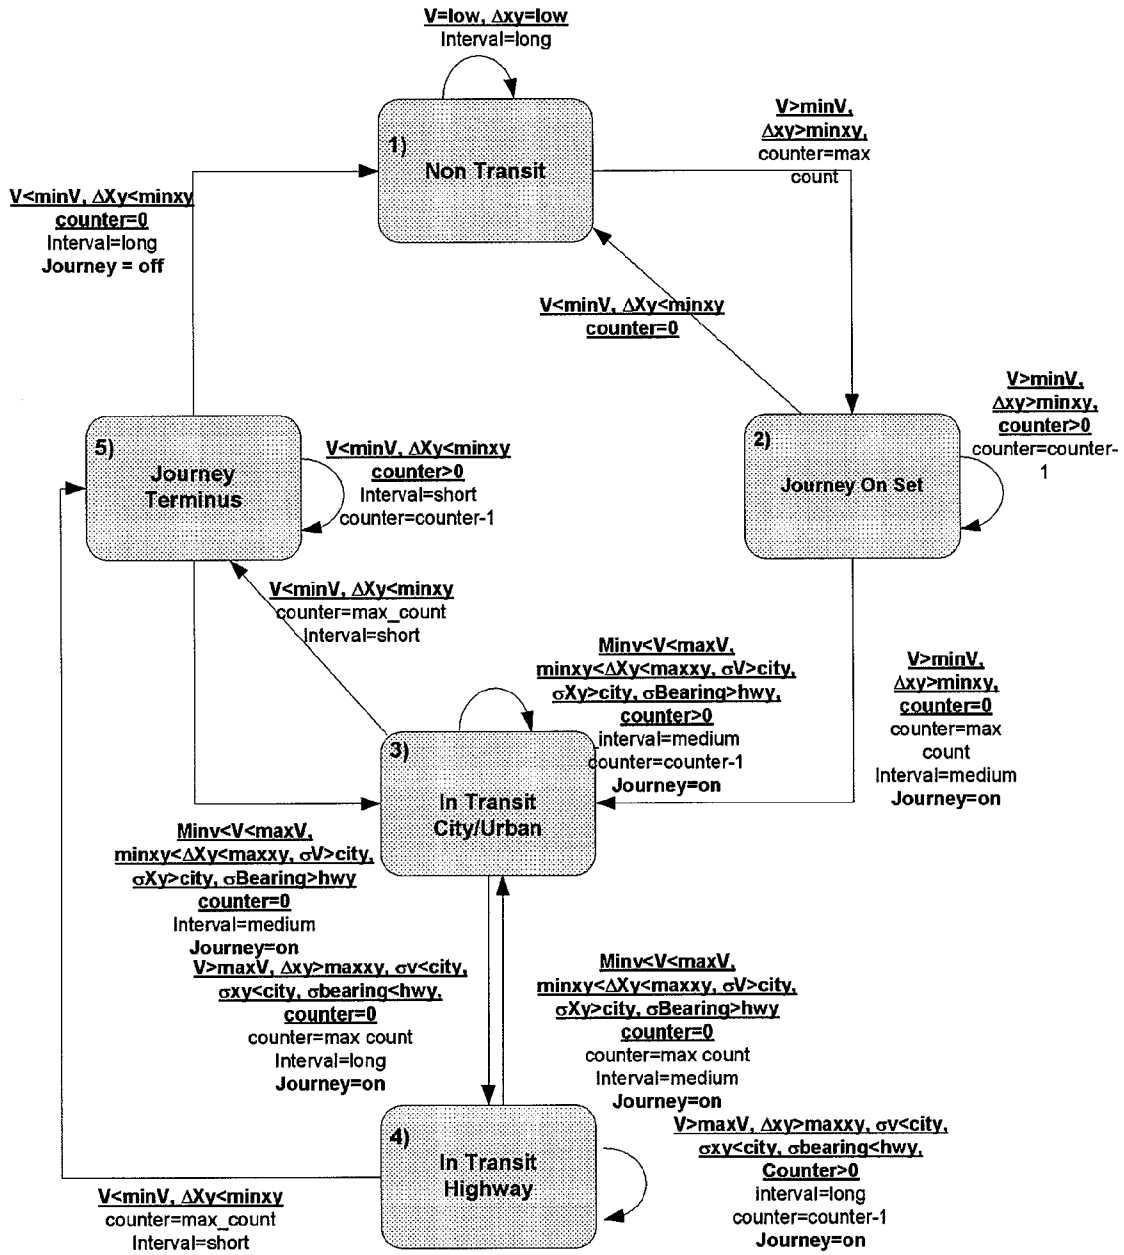 V=low, Δxy=low
Interval=long
1)
Non Transit
V>minV,
Δxy>minxy,
counter=max
count
V<minV, ΔXy<minxy
counter=0
Interval=long
Journey = off
V<minV, ΔXy<minxy
counter=0
V>minV,
Δxy>minxy,
counter>0
counter=counter-
1
5)
Journey
Terminus
V<minV, ΔXy<minxy
counter>0
Interval=short
counter=counter-1
2)
Journey On Set
V<minV, ΔXy<minxy
counter=max_count
Interval=short
Minv<V<maxV,
minxy<ΔXy<maxxy, σV>city,
σXy>city, σBearing>hwy,
counter>0
interval=medium
counter=counter-1
Journey=on
V>minV,
Δxy>minxy,
counter=0
counter=max
count
Interval=medium
Journey=on
3)
In Transit
City/Urban
Minv<V<maxV,
minxy<ΔXy<maxxy, σV>city,
σXy>city, σBearing>hwy
counter=0
Interval=medium
Journey=on
V>maxV, Δxy>maxxy, σv<city,
σxy<city, σbearing<hwy,
counter=0
counter=max count
Interval=long
Journey=on
Minv<V<maxV,
minxy<ΔXy<maxxy, σV>city,
σXy>city, σBearing>hwy
counter=0
counter=max count
Interval=medium
Journey=on
4)
In Transit
Highway
V>maxV, Δxy>maxxy, σv<city,
σxy<city, σbearing<hwy,
Counter>0
interval=long
counter=counter-1
Journey=on
V<minV, ΔXy<minxy
counter=max_count
Interval=short